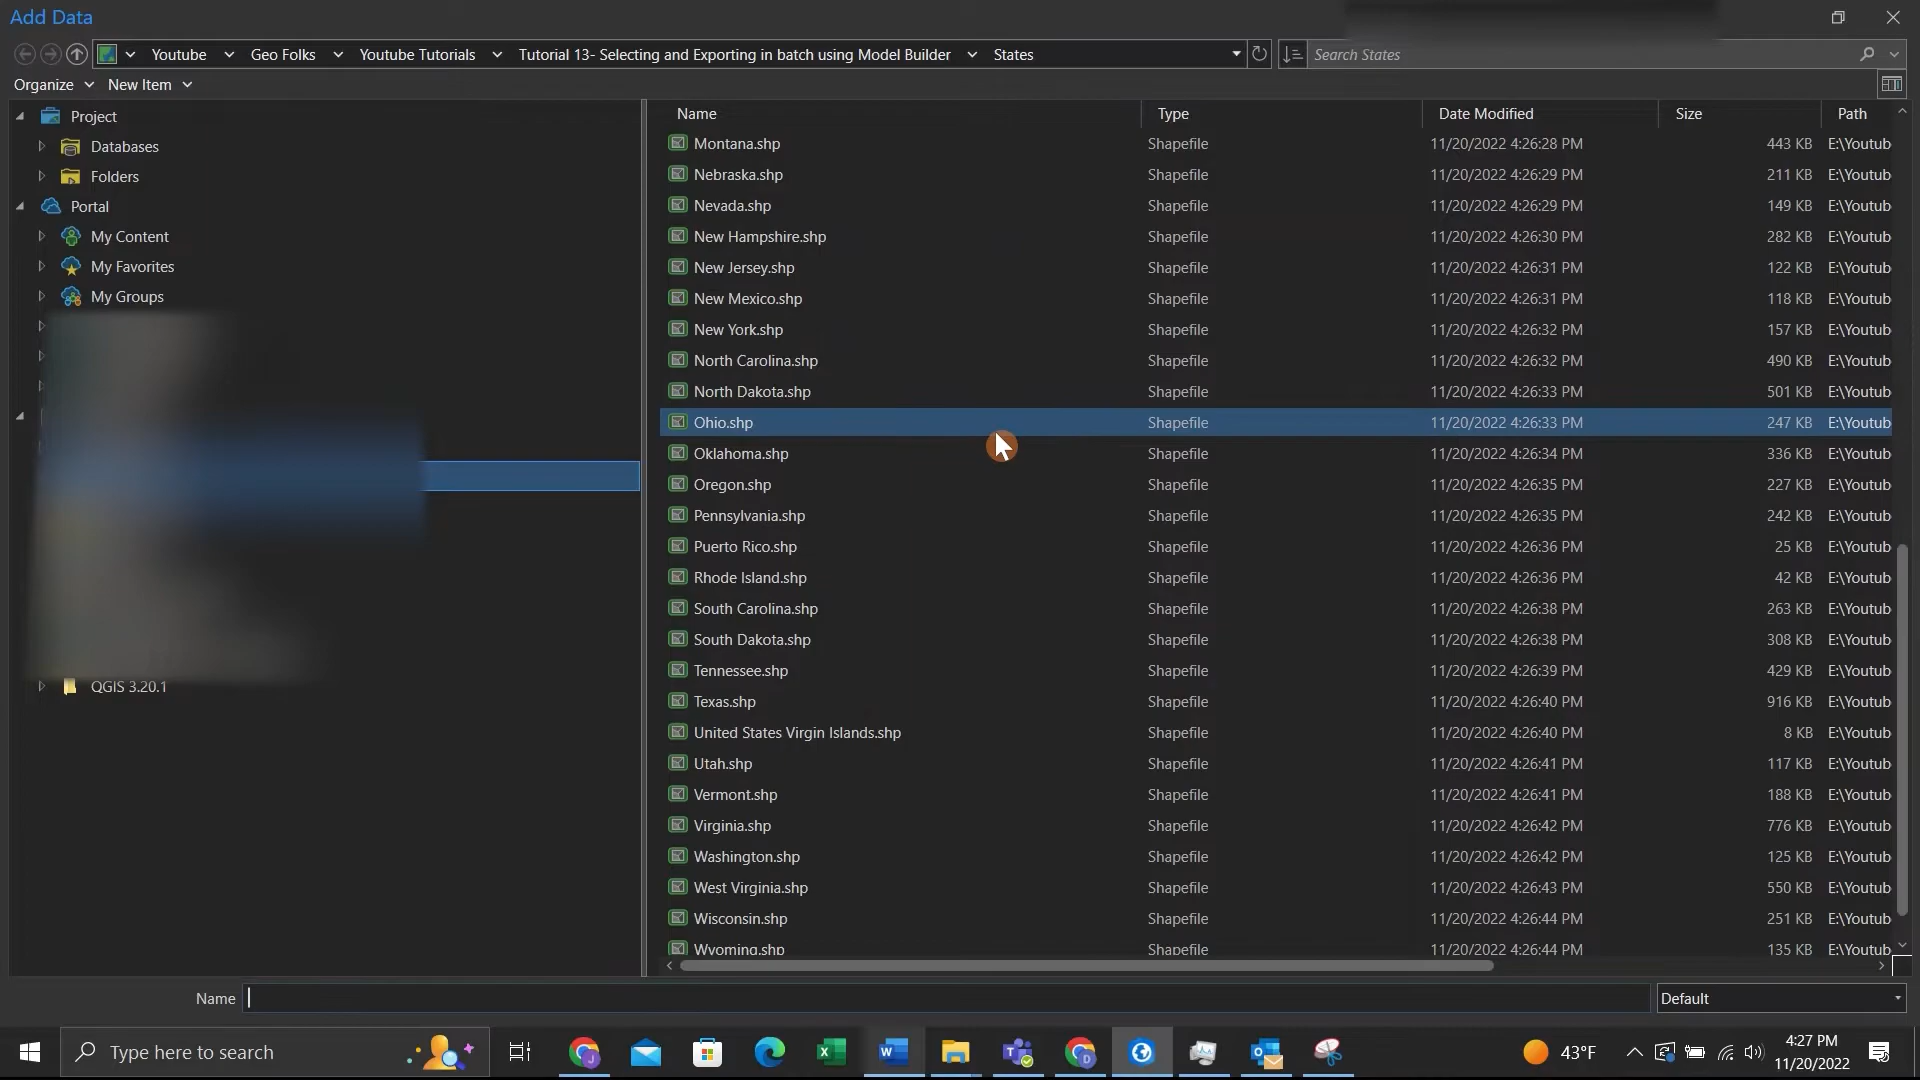 Add Data
Youtube Geo Folks Youtube Tutorials Tutorial 13- Selecting and Exporting in batch using Model Builder States Search States
Organize New Item
Project
Databases
Folders
Portal
My Content
My Favorites
My Groups
QGIS 3.20.1
Name Type Date Modified Size Path
Montana.shp Shapefile 11/20/2022 4:26:28 PM 443 KB E:\Youtub
Nebraska.shp Shapefile 11/20/2022 4:26:29 PM 211 KB E:\Youtub
Nevada.shp Shapefile 11/20/2022 4:26:29 PM 149 KB E:\Youtub
New Hampshire.shp Shapefile 11/20/2022 4:26:30 PM 282 KB E:\Youtub
New Jersey.shp Shapefile 11/20/2022 4:26:31 PM 122 KB E:\Youtub
New Mexico.shp Shapefile 11/20/2022 4:26:31 PM 118 KB E:\Youtub
New York.shp Shapefile 11/20/2022 4:26:32 PM 157 KB E:\Youtub
North Carolina.shp Shapefile 11/20/2022 4:26:32 PM 490 KB E:\Youtub
North Dakota.shp Shapefile 11/20/2022 4:26:33 PM 501 KB E:\Youtub
Ohio.shp Shapefile 11/20/2022 4:26:33 PM 247 KB E:\Youtub
Oklahoma.shp Shapefile 11/20/2022 4:26:34 PM 336 KB E:\Youtub
Oregon.shp Shapefile 11/20/2022 4:26:35 PM 227 KB E:\Youtub
Pennsylvania.shp Shapefile 11/20/2022 4:26:35 PM 242 KB E:\Youtub
Puerto Rico.shp Shapefile 11/20/2022 4:26:36 PM 25 KB E:\Youtub
Rhode Island.shp Shapefile 11/20/2022 4:26:36 PM 42 KB E:\Youtub
South Carolina.shp Shapefile 11/20/2022 4:26:38 PM 263 KB E:\Youtub
South Dakota.shp Shapefile 11/20/2022 4:26:38 PM 308 KB E:\Youtub
Tennessee.shp Shapefile 11/20/2022 4:26:39 PM 429 KB E:\Youtub
Texas.shp Shapefile 11/20/2022 4:26:40 PM 916 KB E:\Youtub
United States Virgin Islands.shp Shapefile 11/20/2022 4:26:40 PM 8 KB E:\Youtub
Utah.shp Shapefile 11/20/2022 4:26:41 PM 117 KB E:\Youtub
Vermont.shp Shapefile 11/20/2022 4:26:41 PM 188 KB E:\Youtub
Virginia.shp Shapefile 11/20/2022 4:26:42 PM 776 KB E:\Youtub
Washington.shp Shapefile 11/20/2022 4:26:42 PM 125 KB E:\Youtub
West Virginia.shp Shapefile 11/20/2022 4:26:43 PM 550 KB E:\Youtub
Wisconsin.shp Shapefile 11/20/2022 4:26:44 PM 251 KB E:\Youtub
Wyoming.shp Shapefile 11/20/2022 4:26:44 PM 135 KB E:\Youtub
Name Default
Type here to search 43°F 4:27 PM
11/20/2022